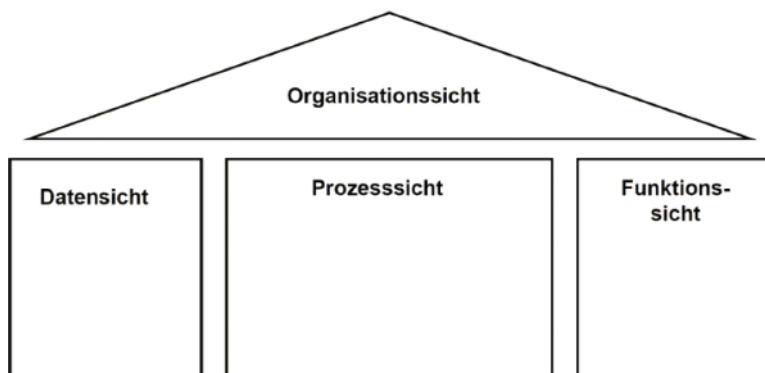 Organisationssicht
Datensicht
Prozesssicht
Funktions-
sicht